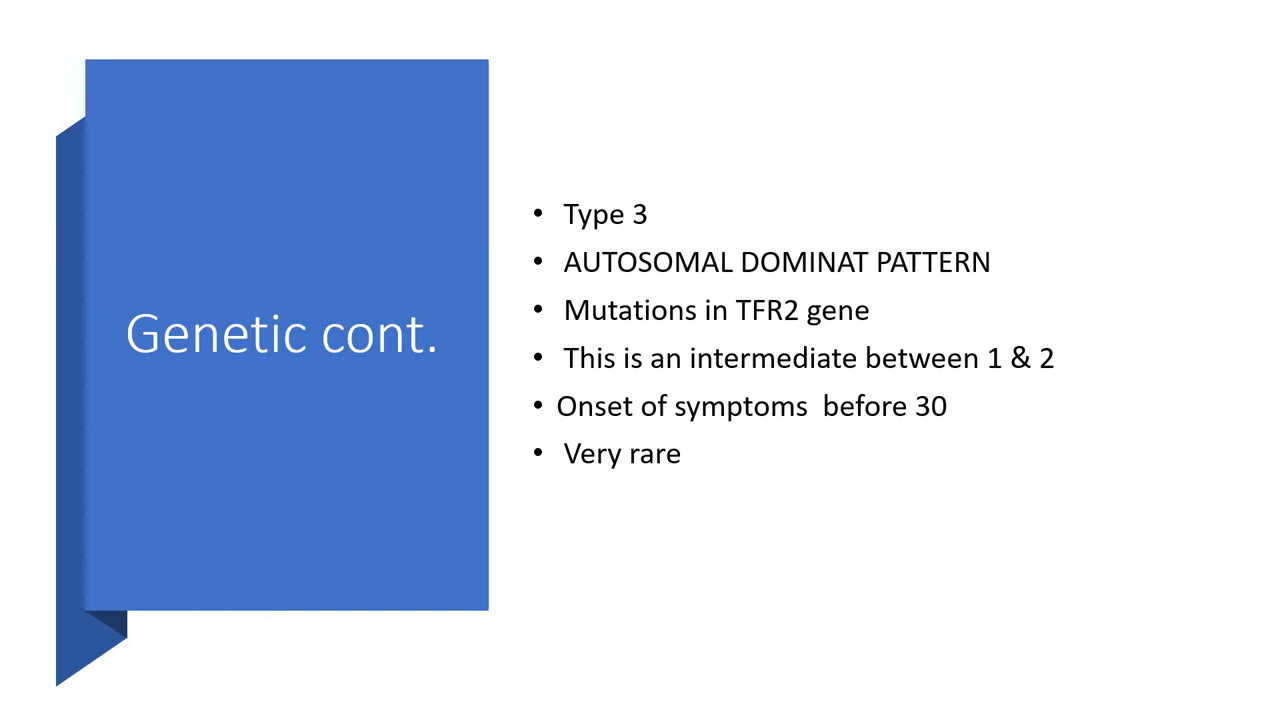 Genetic cont.
• Type 3
• AUTOSOMAL DOMINAT PATTERN
• Mutations in TFR2 gene
• This is an intermediate between 1 & 2
• Onset of symptoms  before 30
• Very rare